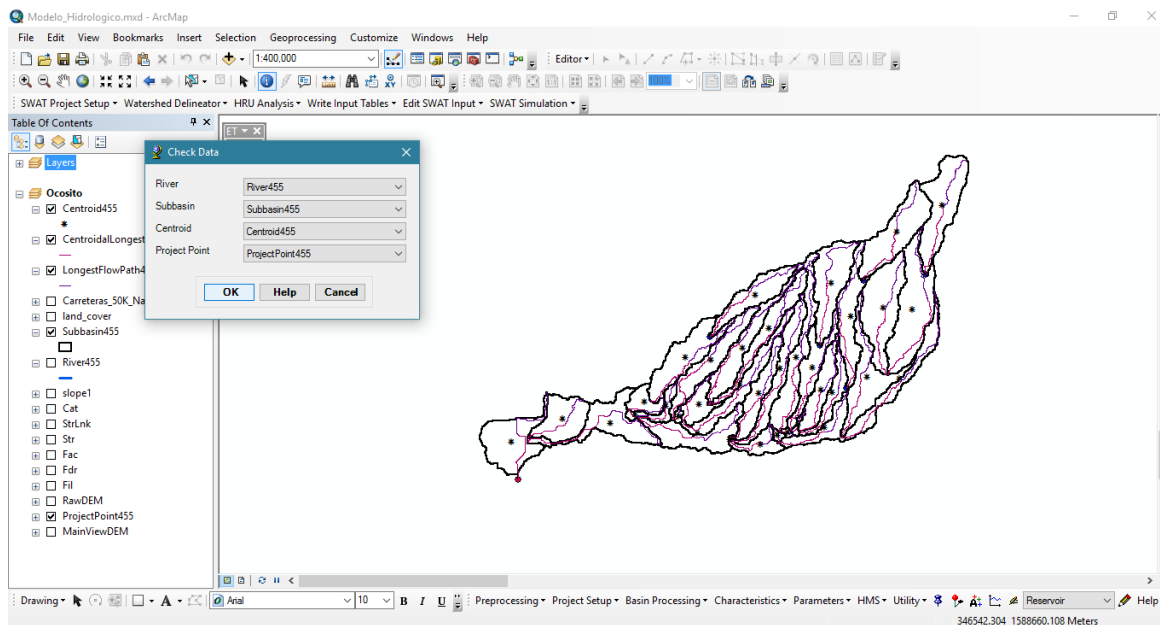 Modelo_Hidrologico.mxd - ArcMap
File Edit View Bookmarks Insert Selection Geoprocessing Customize Windows Help
1:400,000 Editor
100%
SWAT Project Setup Watershed Delineator HRU Analysis Write Input Tables Edit SWAT Input SWAT Simulation
Table Of Contents
ET
Check Data
Layers
River River455
Subbasin Subbasin455
Centroid Centroid455
Project Point ProjectPoint455
OK Help Cancel
Ocosito
Centroid455
CentroidalLongest
LongestFlowPath4
Carreteras_50K_Na
land_cover
Subbasin455
River455
slope1
Cat
StrLnk
Str
Fac
Fdr
Fil
RawDEM
ProjectPoint455
MainViewDEM
Drawing A Arial 10 B I U Preprocessing Project Setup Basin Processing Characteristics Parameters HMS Utility Reservoir Help
346542.304 1588660.108 Meters